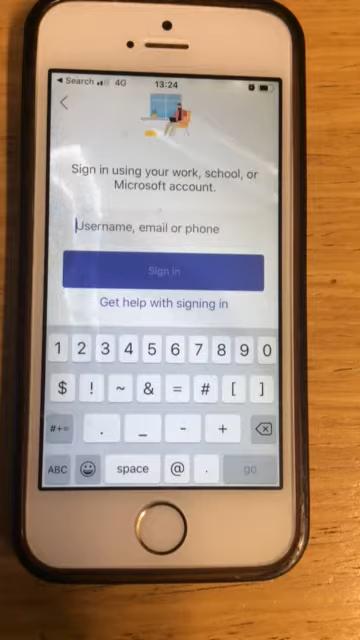 Search 4G 13:24
Sign in using your work, school, or
Microsoft account.
Username, email or phone
Sign in
Get help with signing in
1 2 3 4 5 6 7 8 9 0
$ ! ~ & = # [ ]
#+= . _ - +
ABC space @ . go